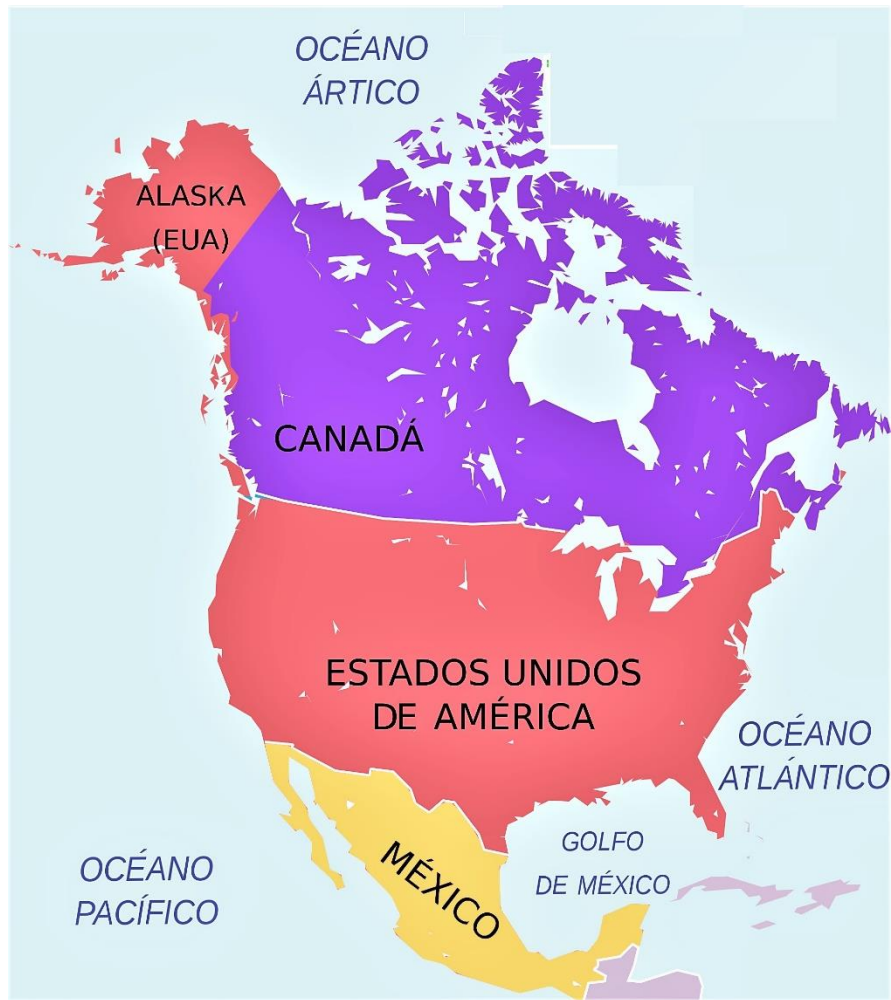 OCÉANO
ÁRTICO
ALASKA
(EUA)
CANADÁ
ESTADOS UNIDOS
DE AMÉRICA
OCÉANO
ATLÁNTICO
GOLFO
DE MÉXICO
MÉXICO
OCÉANO
PACÍFICO